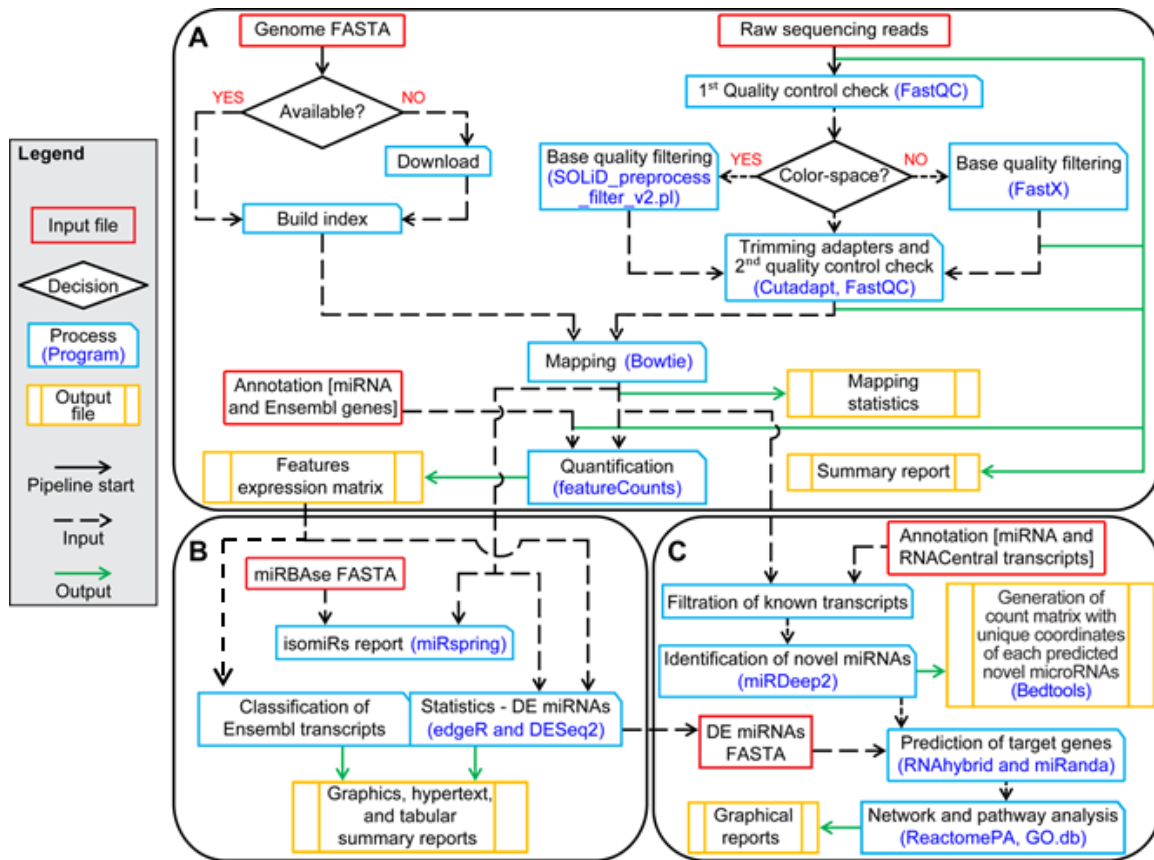 A
Genome FASTA
YES
NO
Available?
Download
Build index
Raw sequencing reads
1st Quality control check (FastQC)
Base quality filtering
(SOLiD_preprocess
_filter_v2.pl)
YES
NO
Color-space?
Base quality filtering
(FastX)
Trimming adapters and
2nd quality control check
(Cutadapt, FastQC)
Mapping (Bowtie)
Annotation [miRNA
and Ensembl genes]
Mapping
statistics
Features
expression matrix
Quantification
(featureCounts)
Summary report
Legend
Input file
Decision
Process
(Program)
Output
file
Pipeline start
Input
Output
B
miRBAse FASTA
isomiRs report (miRspring)
Classification of
Ensembl transcripts
Statistics - DE miRNAs
(edgeR and DESeq2)
Graphics, hypertext,
and tabular
summary reports
C
Annotation [miRNA and
RNACentral transcripts]
Filtration of known transcripts
Identification of novel miRNAs
(miRDeep2)
Generation of
count matrix with
unique coordinates
of each predicted
novel microRNAs
(Bedtools)
DE miRNAs
FASTA
Prediction of target genes
(RNAhybrid and miRanda)
Graphical
reports
Network and pathway analysis
(ReactomePA, GO.db)